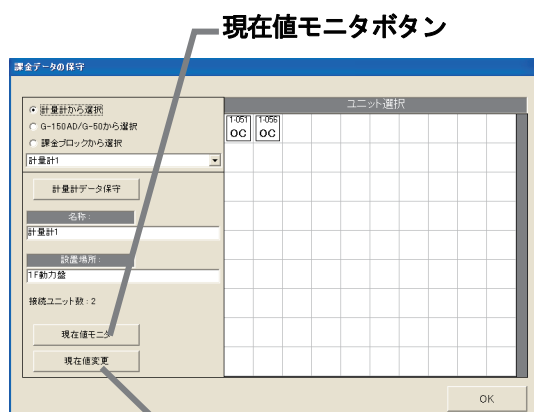 現在値モニタボタン
課金データの保守
計量計から選択
G-150AD/G-50から選択
課金ブロックから選択
計量計1
計量計データ保守
名称:
計量計1
設置場所:
1F動力盤
接続ユニット数:2
現在値モニタ
現在値変更
ユニット選択
1-051 1-056
OC OC
OK